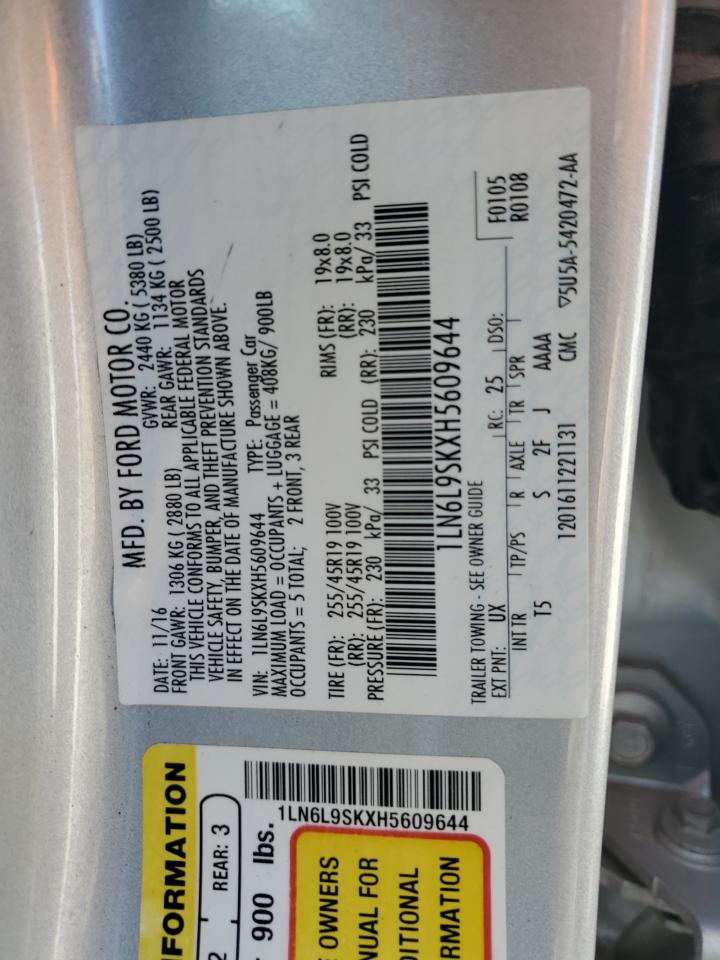 MFD. BY FORD MOTOR CO.
DATE: 11/16 GVWR: 2440 KG ( 5380 LB)
FRONT GAWR: 1306 KG ( 2880 LB) REAR GAWR: 1134 KG ( 2500 LB)
THIS VEHICLE CONFORMS TO ALL APPLICABLE FEDERAL MOTOR
VEHICLE SAFETY, BUMPER, AND THEFT PREVENTION STANDARDS
IN EFFECT ON THE DATE OF MANUFACTURE SHOWN ABOVE.
VIN: 1LN6L9SKXH5609644 TYPE: Passenger Car
MAXIMUM LOAD = OCCUPANTS + LUGGAGE = 408KG/ 900LB
OCCUPANTS = 5 TOTAL; 2 FRONT, 3 REAR
TIRE (FR): 255/45R19 100V RIMS (FR): 19x8.0
(RR): 255/45R19 100V (RR): 19x8.0
PRESSURE (FR): 230 kPa/ 33 PSI COLD (RR): 230 kPa/ 33 PSI COLD
1LN6L9SKXH5609644
TRAILER TOWING - SEE OWNER GUIDE F0105
EXT PNT: UX RC: 25 DSO: R0108
INT TR TP/PS R AXLE TR SPR
T5 S 2F J AAAA
1201611221131 CMC ▽5U5A-5420472-AA
NFORMATION
2 REAR: 3
900 lbs.
1LN6L9SKXH5609644
OWNERS
NUAL FOR
DITIONAL
RMATION